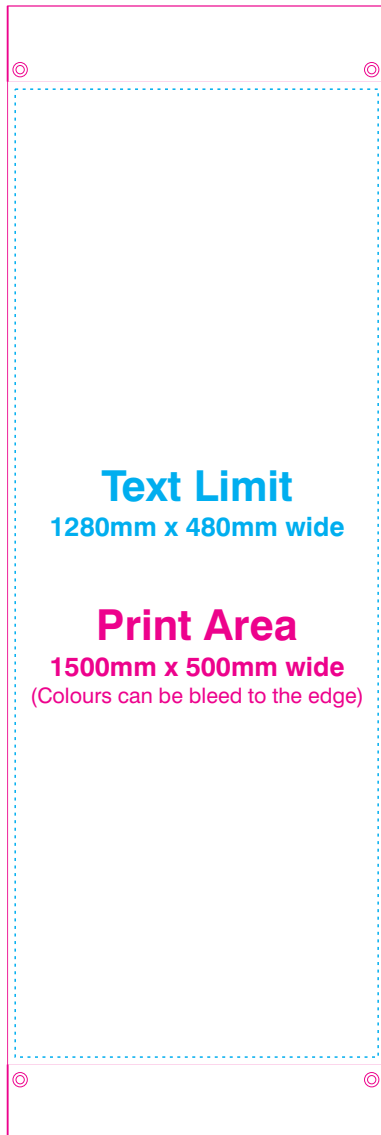 Text Limit
1280mm x 480mm wide
Print Area
1500mm x 500mm wide
(Colours can be bleed to the edge)